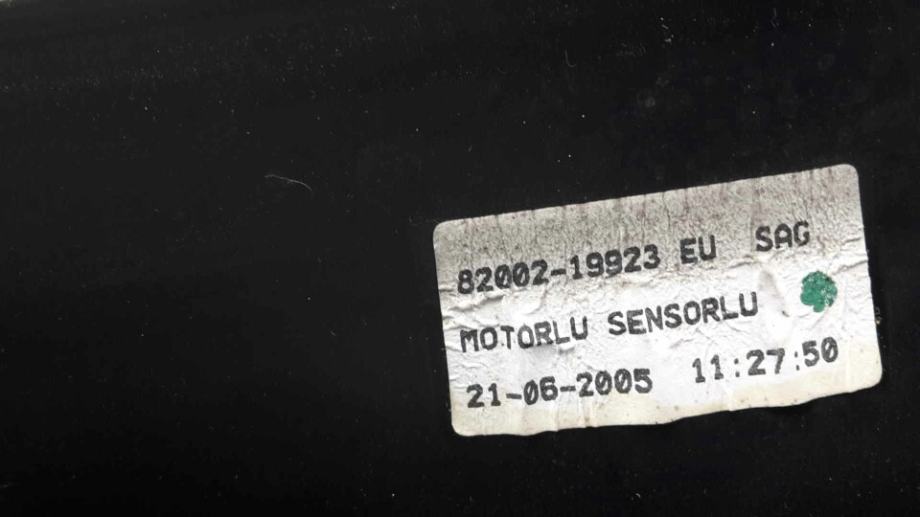 82002-19923 EU SAG
MOTORLU SENSORLU
21-06-2005 11:27:50